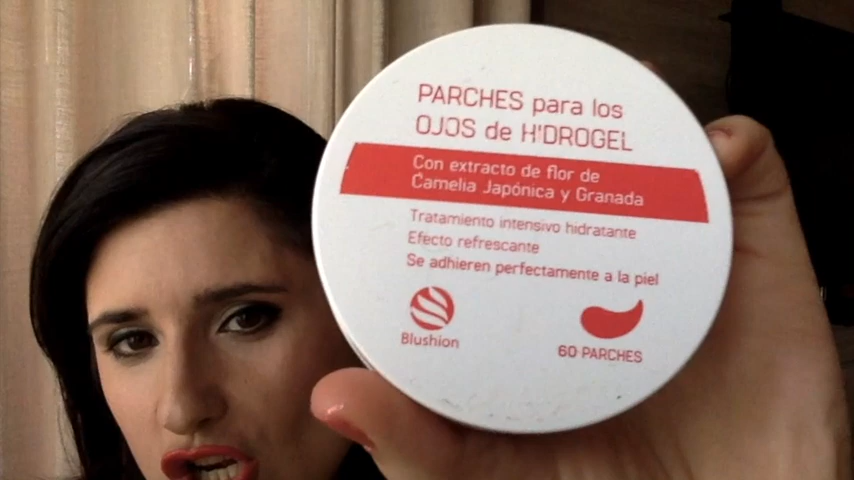 PARCHES para los
OJOS de H'DROGEL
Con extracto de flor de
Camelia Japónica y Granada
Tratamiento intensivo hidratante
Efecto refrescante
Se adhieren perfectamente a la piel
Blushion
60 PARCHES